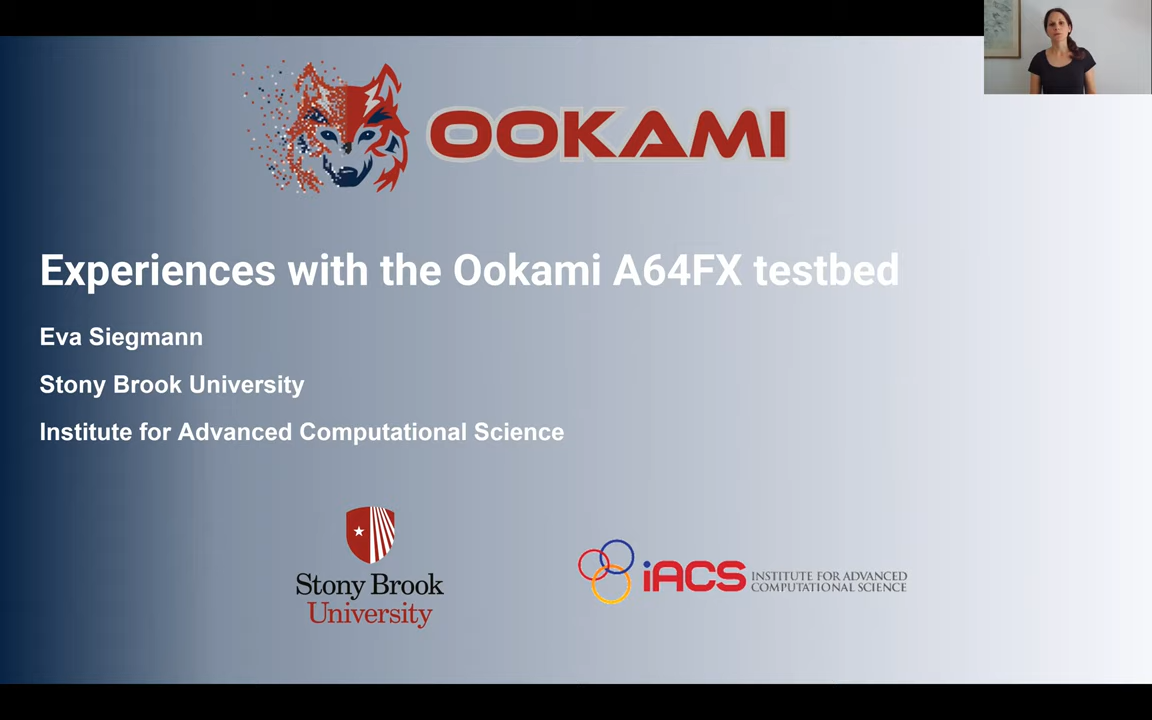 OOKAMI
Experiences with the Ookami A64FX testbed
Eva Siegmann
Stony Brook University
Institute for Advanced Computational Science
Stony Brook
University
iACS
INSTITUTE FOR ADVANCED
COMPUTATIONAL SCIENCE